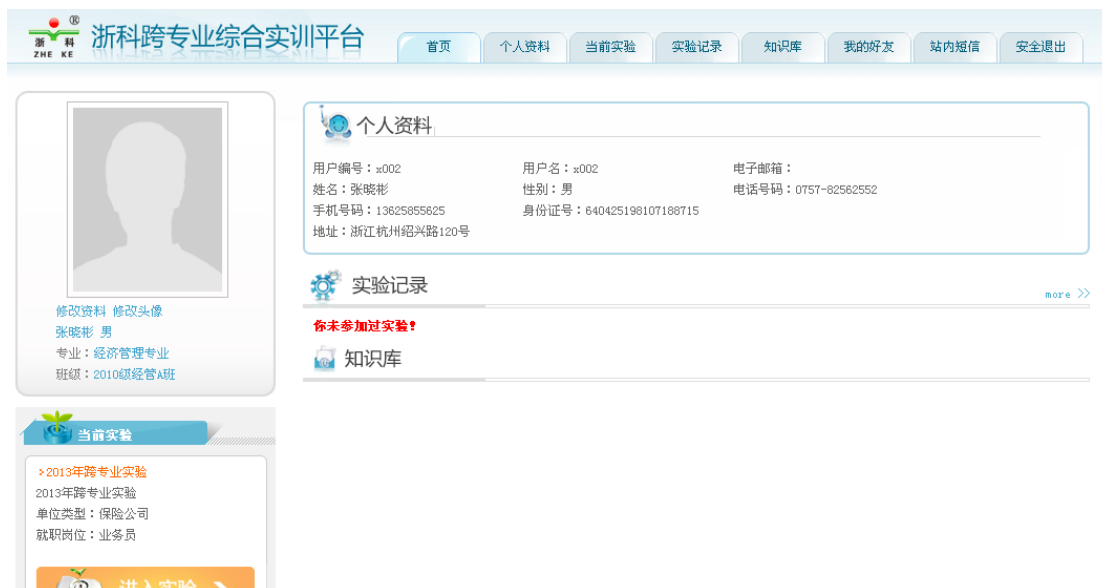 浙科跨专业综合实训平台
浙 科
ZHE KE
®
首页 个人资料 当前实验 实验记录 知识库 我的好友 站内短信 安全退出
个人资料
用户编号：x002 用户名：x002 电子邮箱：
姓名：张晓彬 性别：男 电话号码：0757-82562552
手机号码：13625855625 身份证号：640425198107188715
地址：浙江杭州绍兴路120号
实验记录
more >>
你未参加过实验！
知识库
修改资料 修改头像
张晓彬 男
专业：经济管理专业
班级：2010级经管A班
当前实验
>2013年跨专业实验
2013年跨专业实验
单位类型：保险公司
就职岗位：业务员
进入实验